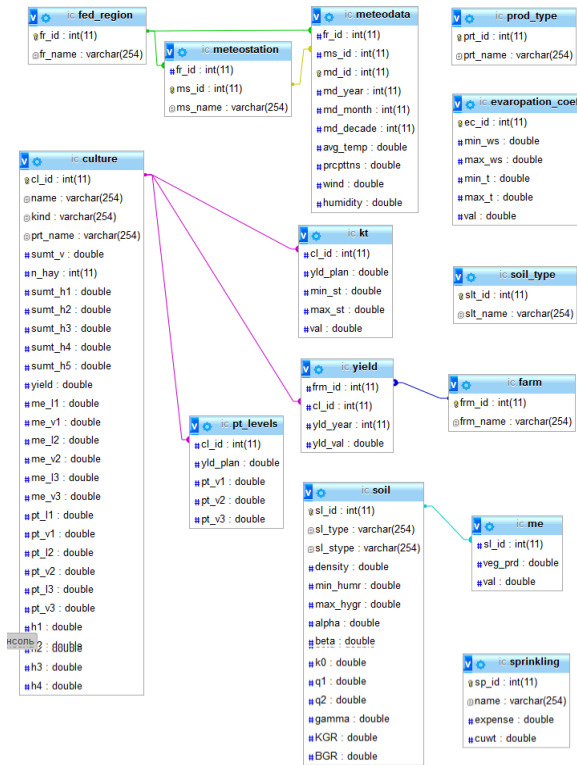 ic fed_region
fr_id : int(11)
fr_name : varchar(254)
ic meteostation
fr_id : int(11)
ms_id : int(11)
ms_name : varchar(254)
ic meteodata
fr_id : int(11)
ms_id : int(11)
md_id : int(11)
md_year : int(11)
md_month : int(11)
md_decade : int(11)
avg_temp : double
prcpttns : double
wind : double
humidity : double
ic prod_type
prt_id : int(11)
prt_name : varchar(254)
ic evaropation_coef
ec_id : int(11)
min_ws : double
max_ws : double
min_t : double
max_t : double
val : double
ic culture
cl_id : int(11)
name : varchar(254)
kind : varchar(254)
prt_name : varchar(254)
sumt_v : double
n_hay : int(11)
sumt_h1 : double
sumt_h2 : double
sumt_h3 : double
sumt_h4 : double
sumt_h5 : double
yield : double
me_l1 : double
me_v1 : double
me_l2 : double
me_v2 : double
me_l3 : double
me_v3 : double
pt_l1 : double
pt_v1 : double
pt_l2 : double
pt_v2 : double
pt_l3 : double
pt_v3 : double
h1 : double
h2 : double
h3 : double
h4 : double
нсоль
ic kt
cl_id : int(11)
yld_plan : double
min_st : double
max_st : double
val : double
ic soil_type
slt_id : int(11)
slt_name : varchar(254)
ic yield
frm_id : int(11)
cl_id : int(11)
yld_year : int(11)
yld_val : double
ic farm
frm_id : int(11)
frm_name : varchar(254)
ic pt_levels
cl_id : int(11)
yld_plan : double
pt_v1 : double
pt_v2 : double
pt_v3 : double
ic soil
sl_id : int(11)
sl_type : varchar(254)
sl_stype : varchar(254)
density : double
min_humr : double
max_hygr : double
alpha : double
beta : double
k0 : double
q1 : double
q2 : double
gamma : double
KGR : double
BGR : double
ic me
sl_id : int(11)
veg_prd : double
val : double
ic sprinkling
sp_id : int(11)
name : varchar(254)
expense : double
cuwt : double